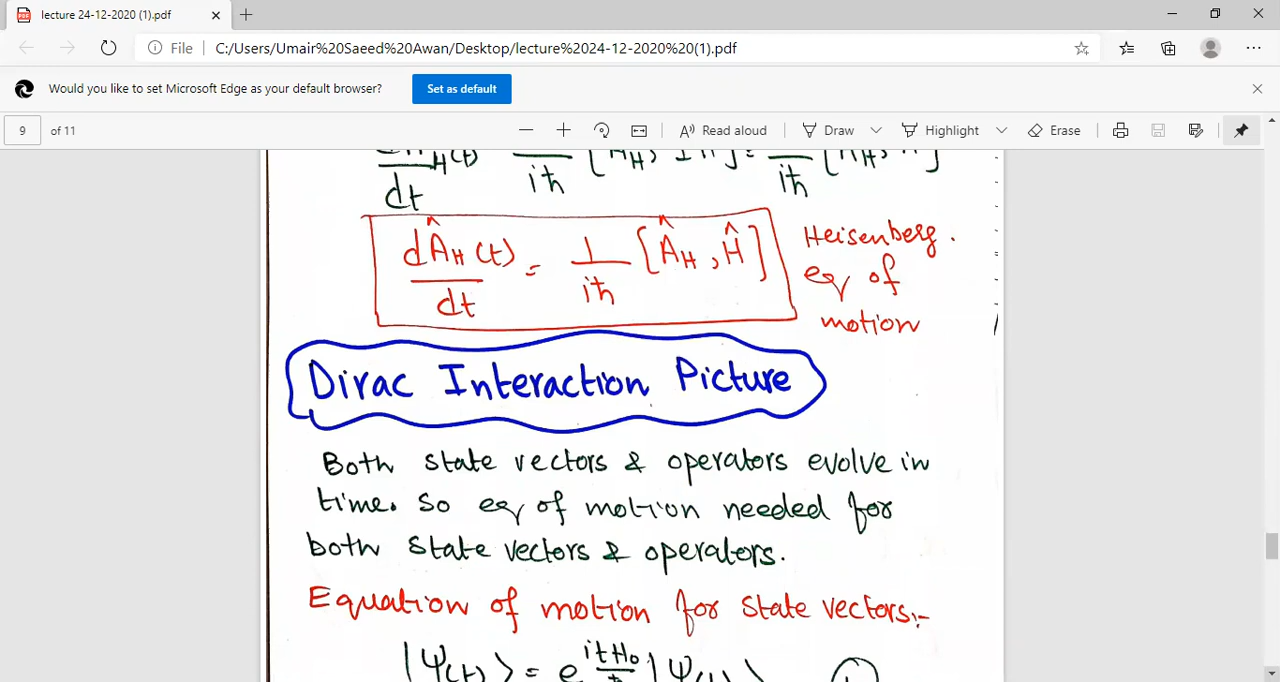 lecture 24-12-2020 (1).pdf
File C:/Users/Umair%20Saeed%20Awan/Desktop/lecture%2024-12-2020%20(1).pdf
Would you like to set Microsoft Edge as your default browser? Set as default
9 of 11 Read aloud Draw Highlight Erase
dÂ_H(t)/dt = 1/iħ [Â_H, Ĥ] Heisenberg.
eq of
motion
Dirac Interaction Picture
Both state vectors & operators evolve in
time. So eq of motion needed for
both state vectors & operators.
Equation of motion for state vectors:-